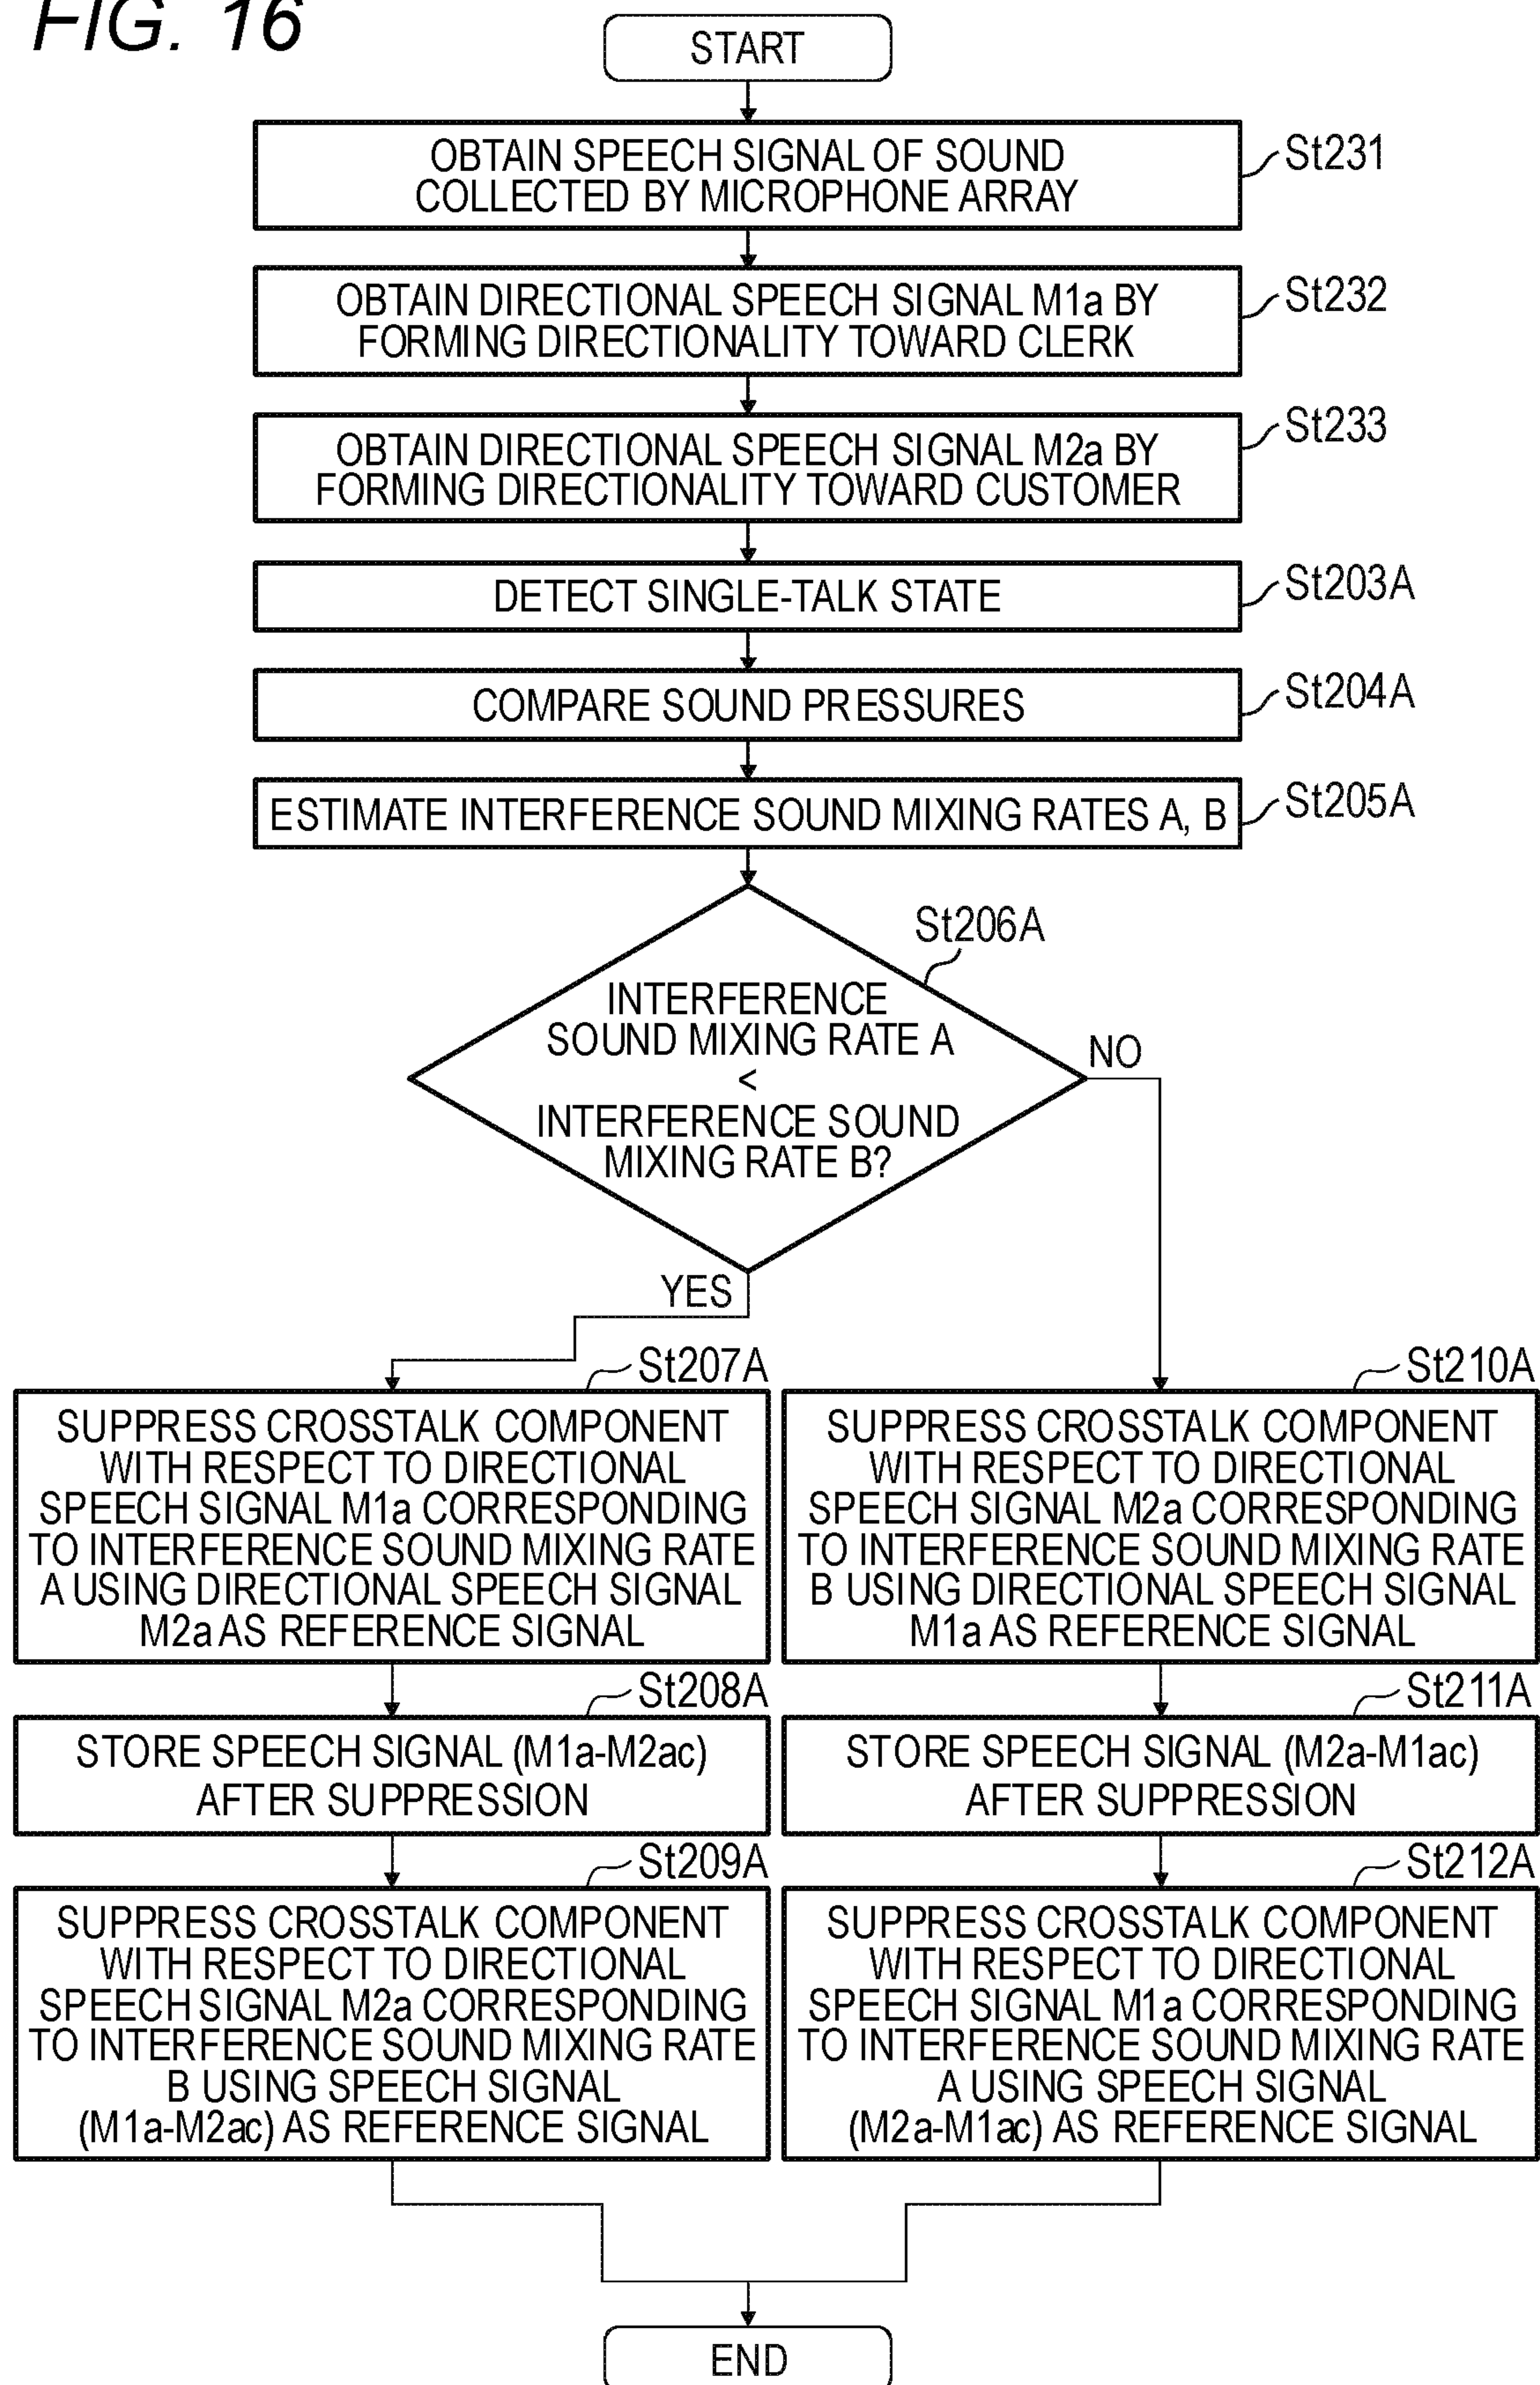 FIG. 16
START
OBTAIN SPEECH SIGNAL OF SOUND
COLLECTED BY MICROPHONE ARRAY
St231
OBTAIN DIRECTIONAL SPEECH SIGNAL M1a BY
FORMING DIRECTIONALITY TOWARD CLERK
St232
OBTAIN DIRECTIONAL SPEECH SIGNAL M2a BY
FORMING DIRECTIONALITY TOWARD CUSTOMER
St233
DETECT SINGLE-TALK STATE
St203A
COMPARE SOUND PRESSURES
St204A
ESTIMATE INTERFERENCE SOUND MIXING RATES A, B
St205A
St206A
INTERFERENCE
SOUND MIXING RATE A
<
INTERFERENCE SOUND
MIXING RATE B?
NO
YES
St207A
SUPPRESS CROSSTALK COMPONENT
WITH RESPECT TO DIRECTIONAL
SPEECH SIGNAL M1a CORRESPONDING
TO INTERFERENCE SOUND MIXING RATE
A USING DIRECTIONAL SPEECH SIGNAL
M2a AS REFERENCE SIGNAL
St208A
STORE SPEECH SIGNAL (M1a-M2ac)
AFTER SUPPRESSION
St209A
SUPPRESS CROSSTALK COMPONENT
WITH RESPECT TO DIRECTIONAL
SPEECH SIGNAL M2a CORRESPONDING
TO INTERFERENCE SOUND MIXING RATE
B USING SPEECH SIGNAL
(M1a-M2ac) AS REFERENCE SIGNAL
St210A
SUPPRESS CROSSTALK COMPONENT
WITH RESPECT TO DIRECTIONAL
SPEECH SIGNAL M2a CORRESPONDING
TO INTERFERENCE SOUND MIXING RATE
B USING DIRECTIONAL SPEECH SIGNAL
M1a AS REFERENCE SIGNAL
St211A
STORE SPEECH SIGNAL (M2a-M1ac)
AFTER SUPPRESSION
St212A
SUPPRESS CROSSTALK COMPONENT
WITH RESPECT TO DIRECTIONAL
SPEECH SIGNAL M1a CORRESPONDING
TO INTERFERENCE SOUND MIXING RATE
A USING SPEECH SIGNAL
(M2a-M1ac) AS REFERENCE SIGNAL
END